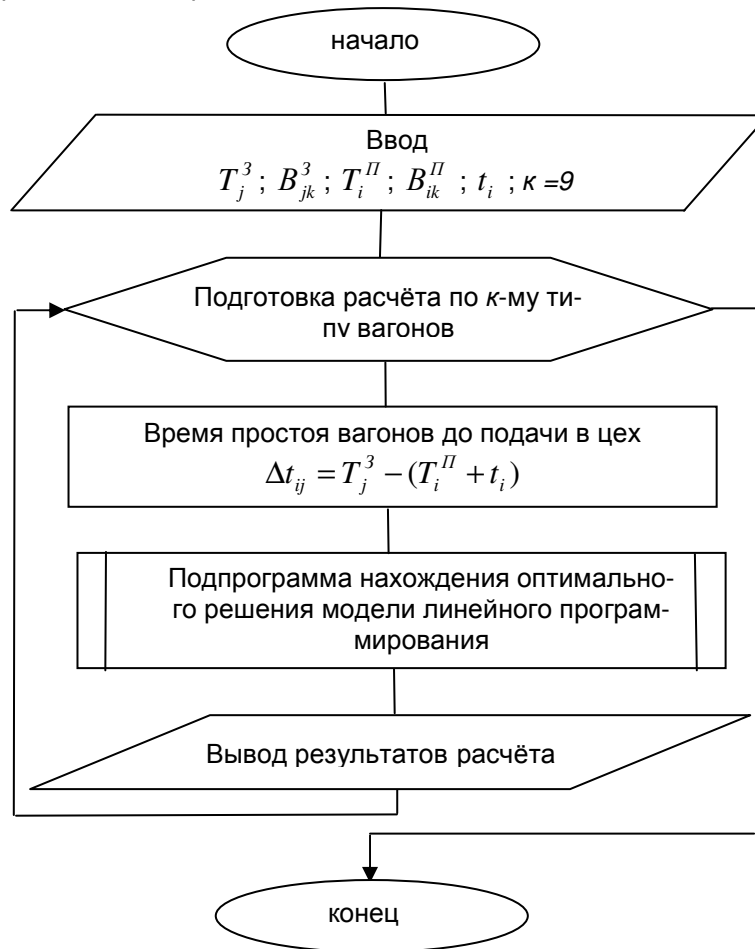 начало
Ввод
T_j^З ; B_jk^З ; T_i^П ; B_ik^П ; t_i ; к =9
Подготовка расчёта по к-му ти-
пу вагонов
Время простоя вагонов до подачи в цех
Δt_ij = T_j^З − (T_i^П + t_i)
Подпрограмма нахождения оптимально-
го решения модели линейного програм-
мирования
Вывод результатов расчёта
конец